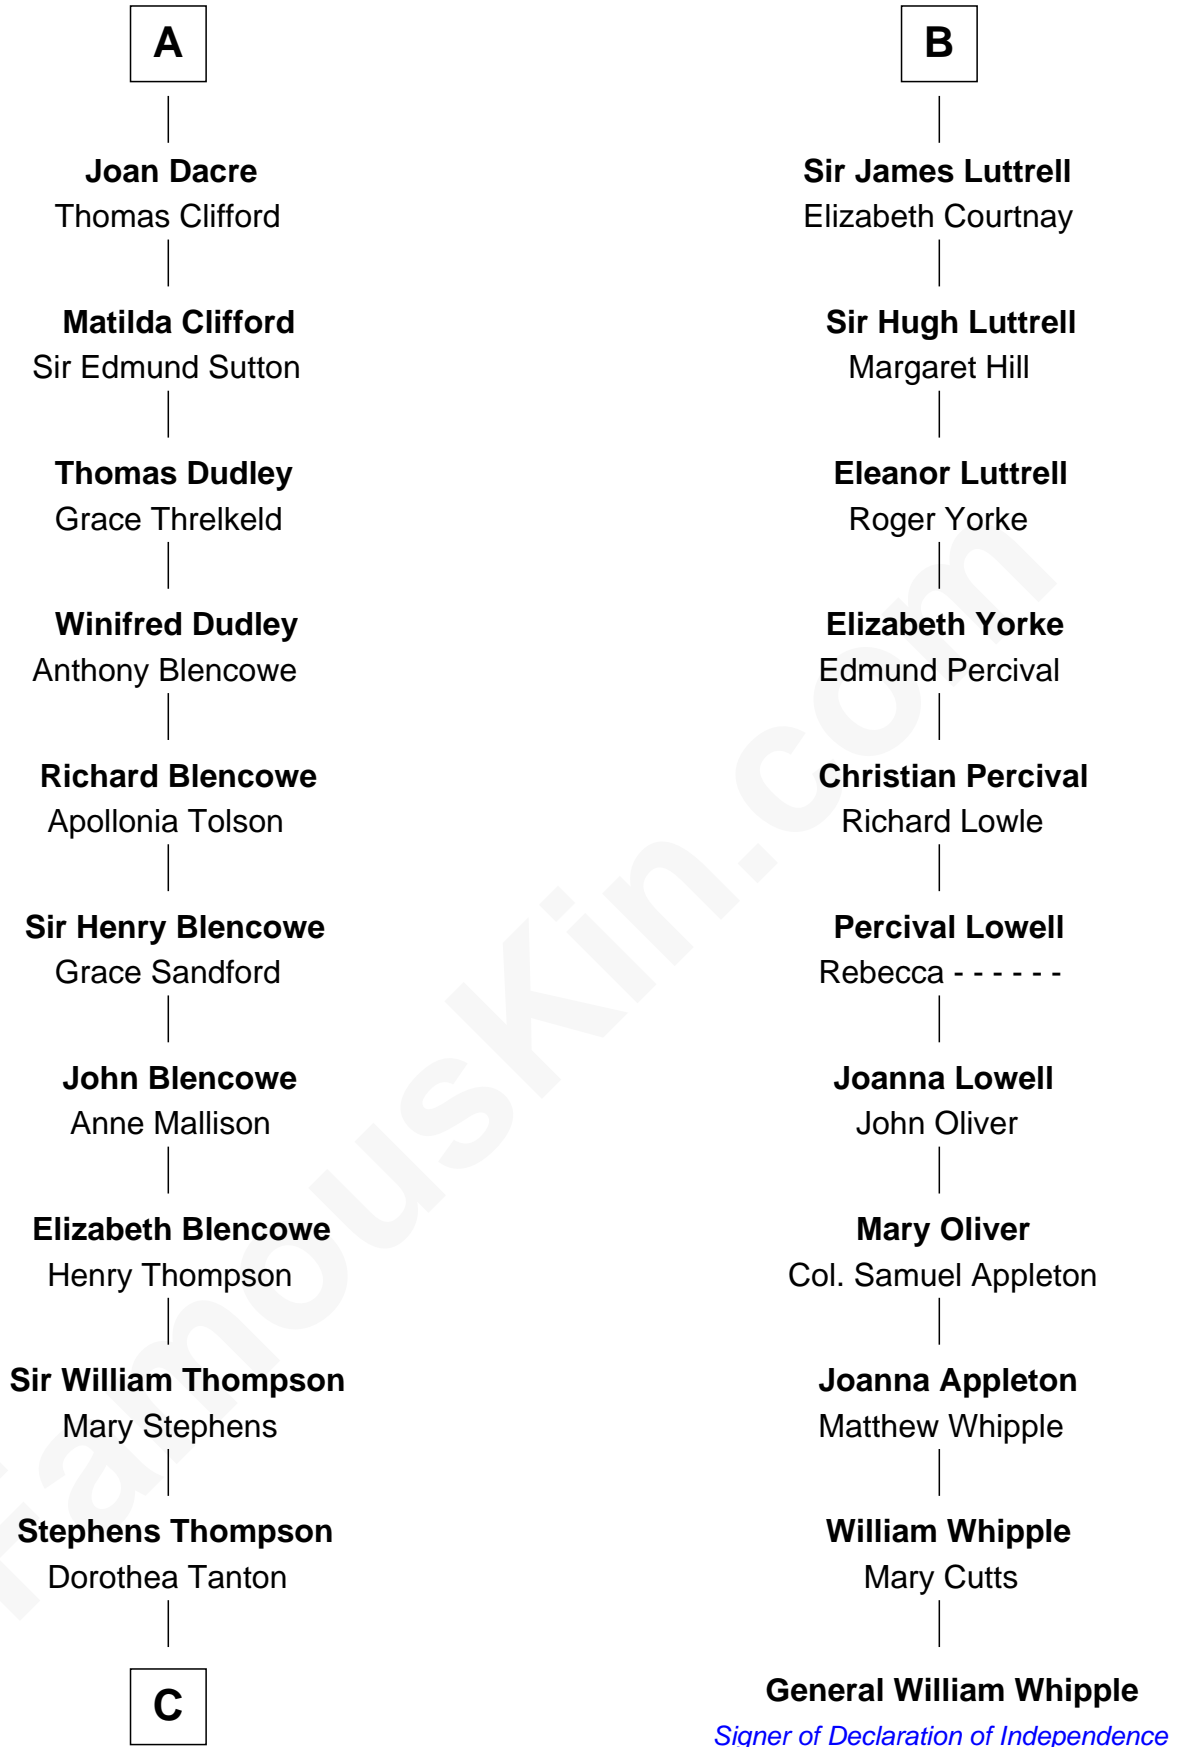 A
Joan Dacre
Thomas Clifford
Matilda Clifford
Sir Edmund Sutton
Thomas Dudley
Grace Threlkeld
Winifred Dudley
Anthony Blencowe
Richard Blencowe
Apollonia Tolson
Sir Henry Blencowe
Grace Sandford
John Blencowe
Anne Mallison
Elizabeth Blencowe
Henry Thompson
Sir William Thompson
Mary Stephens
Stephens Thompson
Dorothea Tanton
C
B
Sir James Luttrell
Elizabeth Courtnay
Sir Hugh Luttrell
Margaret Hill
Eleanor Luttrell
Roger Yorke
Elizabeth Yorke
Edmund Percival
Christian Percival
Richard Lowle
Percival Lowell
Rebecca - - - - - -
Joanna Lowell
John Oliver
Mary Oliver
Col. Samuel Appleton
Joanna Appleton
Matthew Whipple
William Whipple
Mary Cutts
General William Whipple
Signer of Declaration of Independence
FamousKin.com